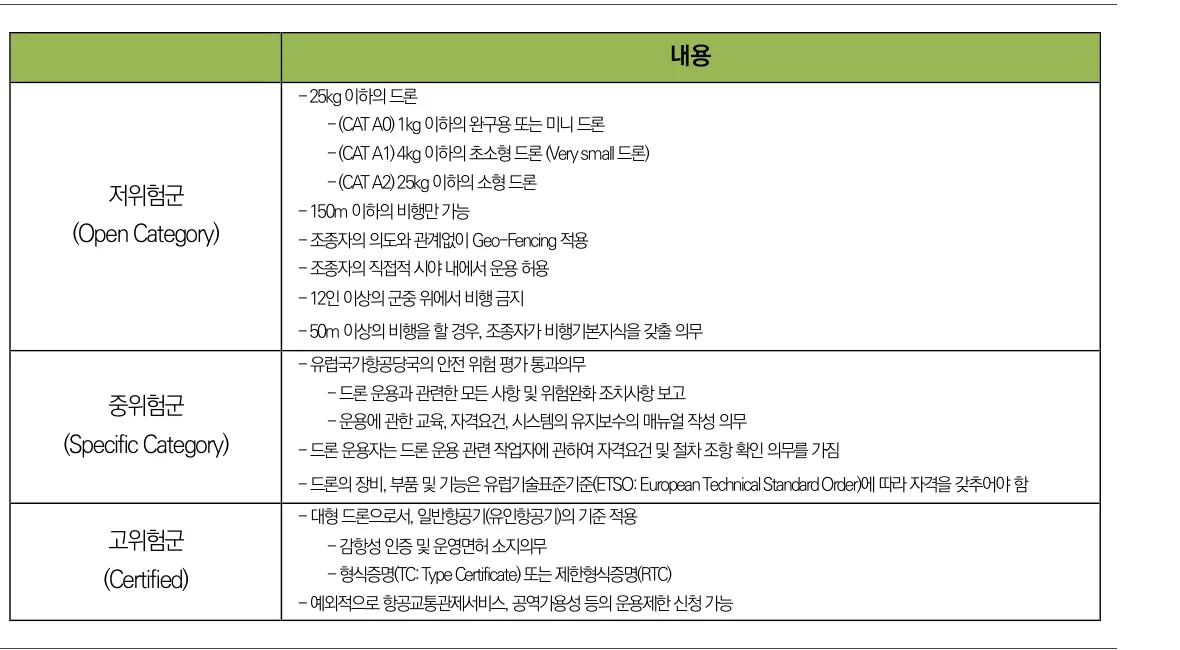 내용
저위험군
(Open Category)
- 25kg 이하의 드론
- (CAT A0) 1kg 이하의 완구용 또는 미니 드론
- (CAT A1) 4kg 이하의 초소형 드론 (Very small 드론)
- (CAT A2) 25kg 이하의 소형 드론
- 150m 이하의 비행만 가능
- 조종자의 의도와 관계없이 Geo-Fencing 적용
- 조종자의 직접적 시야 내에서 운용 허용
- 12인 이상의 군중 위에서 비행 금지
- 50m 이상의 비행을 할 경우, 조종자가 비행기본지식을 갖출 의무
중위험군
(Specific Category)
- 유럽국가항공당국의 안전 위험 평가 통과의무
- 드론 운용과 관련한 모든 사항 및 위험완화 조치사항 보고
- 운용에 관한 교육, 자격요건, 시스템의 유지보수의 매뉴얼 작성 의무
- 드론 운용자는 드론 운용 관련 작업자에 관하여 자격요건 및 절차 조항 확인 의무를 가짐
- 드론의 장비, 부품 및 기능은 유럽기술표준기준(ETSO: European Technical Standard Order)에 따라 자격을 갖추어야 함
고위험군
(Certified)
- 대형 드론으로서, 일반항공기(유인항공기)의 기준 적용
- 감항성 인증 및 운영면허 소지의무
- 형식증명(TC: Type Certificate) 또는 제한형식증명(RTC)
- 예외적으로 항공교통관제서비스, 공역가용성 등의 운용제한 신청 가능